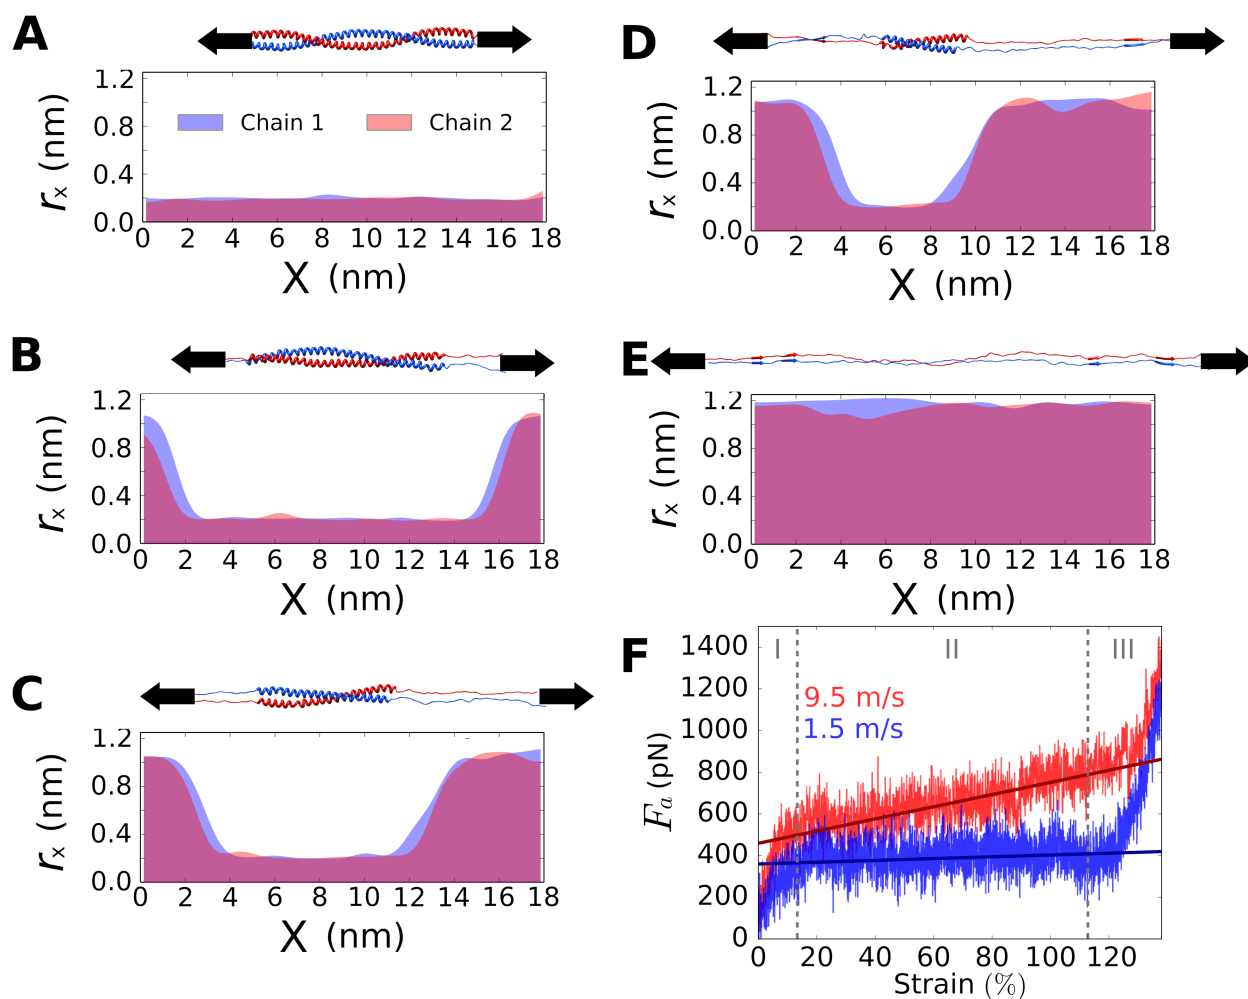 A
1.2
0.8
0.4
0.0
rx (nm)
Chain 1
Chain 2
0 2 4 6 8 10 12 14 16 18
X (nm)
B
1.2
0.8
0.4
0.0
rx (nm)
0 2 4 6 8 10 12 14 16 18
X (nm)
C
1.2
0.8
0.4
0.0
rx (nm)
0 2 4 6 8 10 12 14 16 18
X (nm)
D
1.2
0.8
0.4
0.0
rx (nm)
0 2 4 6 8 10 12 14 16 18
X (nm)
E
1.2
0.8
0.4
0.0
rx (nm)
0 2 4 6 8 10 12 14 16 18
X (nm)
F
1400
1200
1000
800
600
400
200
0
Fa (pN)
I II III
9.5 m/s
1.5 m/s
0 20 40 60 80 100 120
Strain (%)